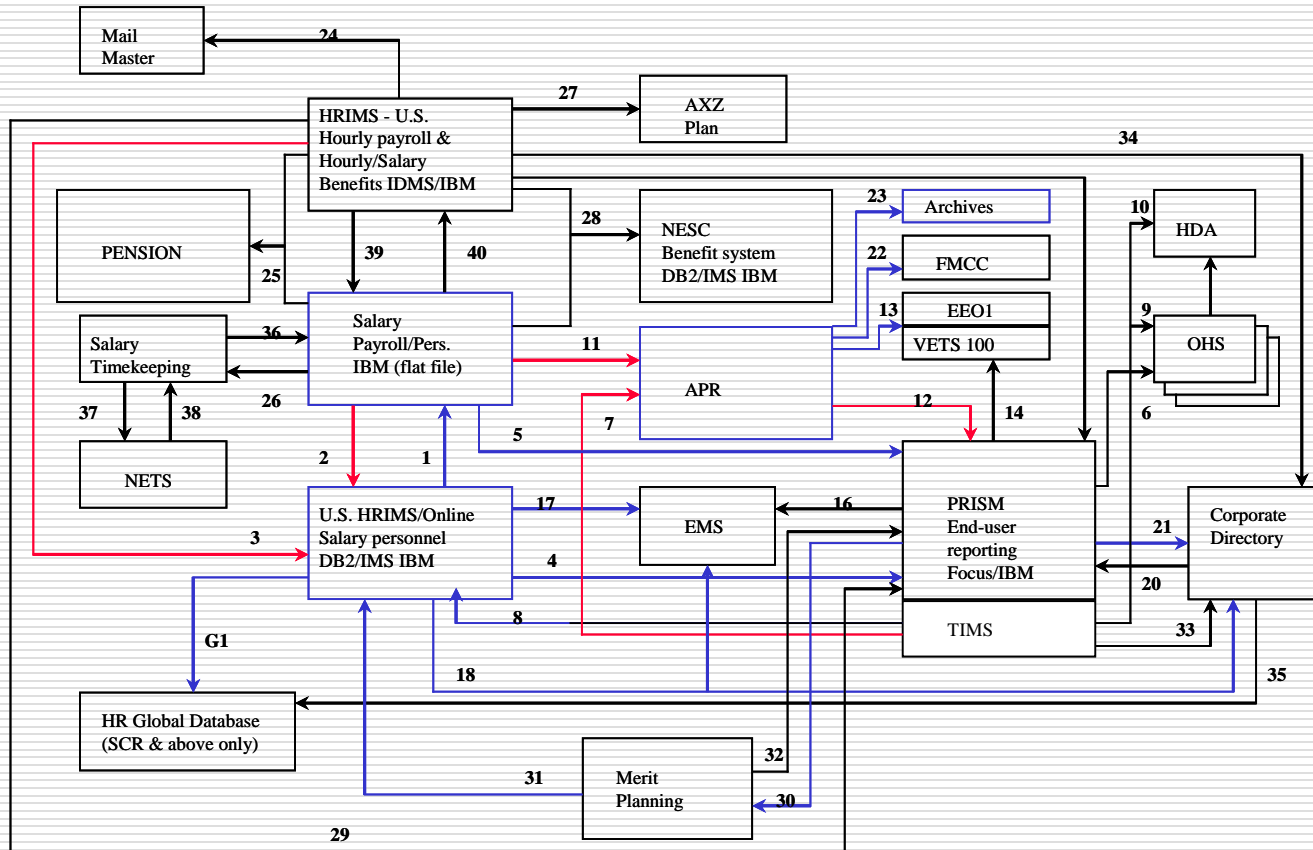 24
Mail
Master
27
AXZ
Plan
HRIMS - U.S.
Hourly payroll &
Hourly/Salary
Benefits IDMS/IBM
34
PENSION
25
39
40
28
NESC
Benefit system
DB2/IMS IBM
23
Archives
22
FMCC
13
EEO1
VETS 100
10
HDA
9
OHS
6
36
Salary
Timekeeping
26
Salary
Payroll/Pers.
IBM (flat file)
11
APR
7
12
14
37
38
NETS
2
1
5
3
U.S. HRIMS/Online
Salary personnel
DB2/IMS IBM
17
EMS
16
PRISM
End-user
reporting
Focus/IBM
21
20
Corporate
Directory
4
8
TIMS
33
G1
18
35
HR Global Database
(SCR & above only)
31
Merit
Planning
32
30
29